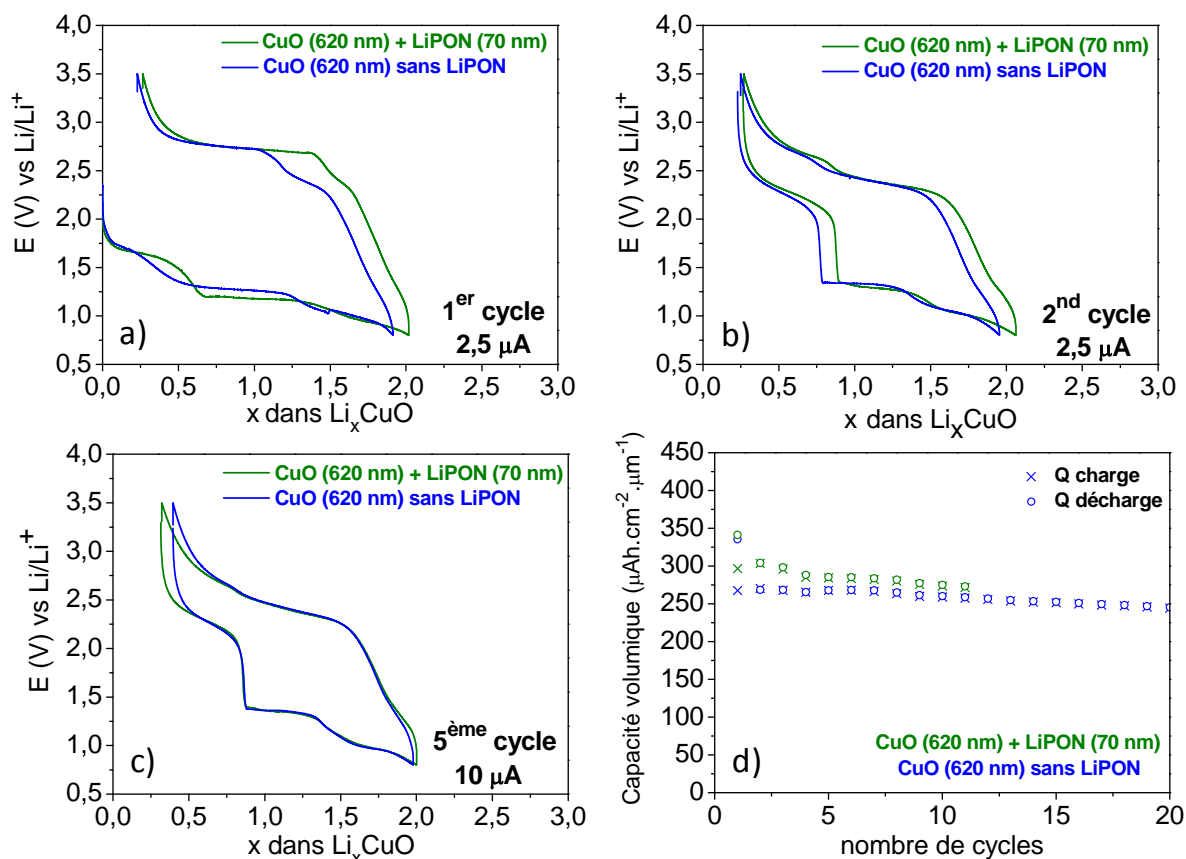 CuO (620 nm) + LiPON (70 nm)
CuO (620 nm) sans LiPON
4,0
3,5
3,0
2,5
2,0
1,5
1,0
0,5
E (V) vs Li/Li⁺
a)
1er cycle
2,5 µA
0,0 0,5 1,0 1,5 2,0 2,5 3,0
x dans LiₓCuO
CuO (620 nm) + LiPON (70 nm)
CuO (620 nm) sans LiPON
4,0
3,5
3,0
2,5
2,0
1,5
1,0
0,5
E (V) vs Li/Li⁺
b)
2nd cycle
2,5 µA
0,0 0,5 1,0 1,5 2,0 2,5 3,0
x dans LiₓCuO
CuO (620 nm) + LiPON (70 nm)
CuO (620 nm) sans LiPON
4,0
3,5
3,0
2,5
2,0
1,5
1,0
0,5
E (V) vs Li/Li⁺
c)
5ème cycle
10 µA
0,0 0,5 1,0 1,5 2,0 2,5 3,0
x dans LiₓCuO
Capacité volumique (µAh.cm⁻².µm⁻¹)
450
400
350
300
250
200
150
100
50
0
Q charge
Q décharge
CuO (620 nm) + LiPON (70 nm)
CuO (620 nm) sans LiPON
d)
0 5 10 15 20
nombre de cycles